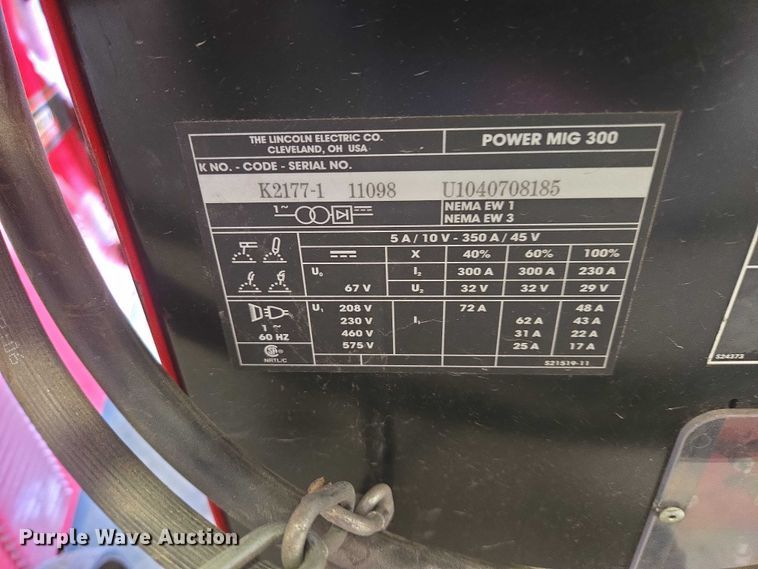 THE LINCOLN ELECTRIC CO.
CLEVELAND, OH USA
POWER MIG 300
K NO. - CODE - SERIAL NO.
K2177-1 11098 U1040708185
1~
NEMA EW 1
NEMA EW 3
5 A / 10 V - 350 A / 45 V
X 40% 60% 100%
U₀ 67 V
I₂ 300 A 300 A 230 A
U₂ 32 V 32 V 29 V
1 ~
60 HZ
U₁ 208 V I₁ 72 A 48 A
230 V 62 A 43 A
460 V 31 A 22 A
575 V 25 A 17 A
NRTL/C
S21519-11
S24373
Purple Wave Auction